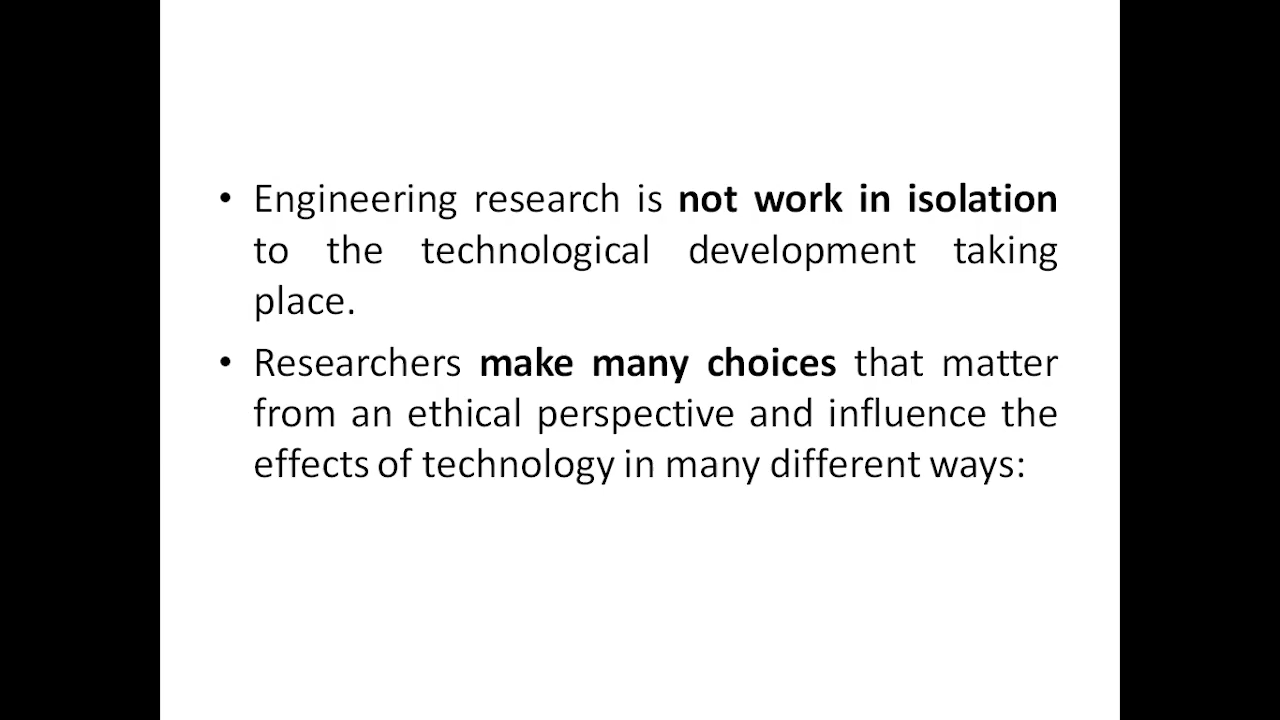 • Engineering research is not work in isolation
to the technological development taking
place.
• Researchers make many choices that matter
from an ethical perspective and influence the
effects of technology in many different ways: